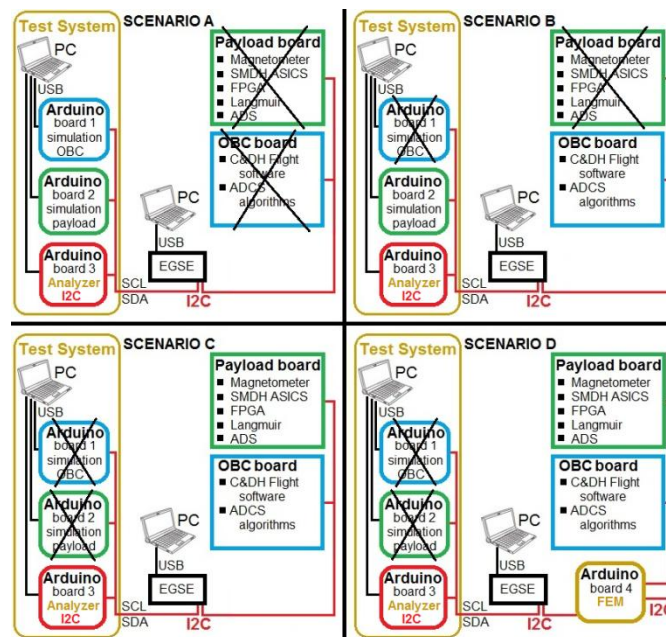 Test System
SCENARIO A
PC
USB
Arduino
board 1
simulation
OBC
Arduino
board 2
simulation
payload
Arduino
board 3
Analyzer
I2C
PC
USB
EGSE
SCL
SDA
I2C
Payload board
Magnetometer
SMDH ASICS
FPGA
Langmuir
ADS
OBC board
C&DH Flight
software
ADCS
algorithms
Test System
SCENARIO B
PC
USB
Arduino
board 1
simulation
OBC
Arduino
board 2
simulation
payload
Arduino
board 3
Analyzer
I2C
PC
USB
EGSE
SCL
SDA
I2C
Payload board
Magnetometer
SMDH ASICS
FPGA
Langmuir
ADS
OBC board
C&DH Flight
software
ADCS
algorithms
Test System
SCENARIO C
PC
USB
Arduino
board 1
simulation
OBC
Arduino
board 2
simulation
payload
Arduino
board 3
Analyzer
I2C
PC
USB
EGSE
SCL
SDA
I2C
Payload board
Magnetometer
SMDH ASICS
FPGA
Langmuir
ADS
OBC board
C&DH Flight
software
ADCS
algorithms
Test System
SCENARIO D
PC
USB
Arduino
board 1
simulation
OBC
Arduino
board 2
simulation
payload
Arduino
board 3
Analyzer
I2C
PC
USB
EGSE
SCL
SDA
I2C
Payload board
Magnetometer
SMDH ASICS
FPGA
Langmuir
ADS
OBC board
C&DH Flight
software
ADCS
algorithms
Arduino
board 4
FEM
I2C